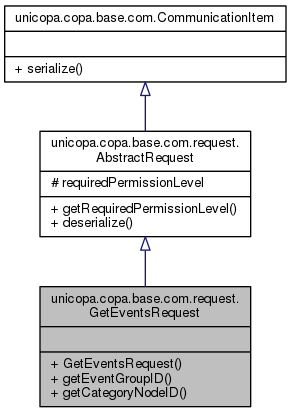 unicopa.copa.base.com.CommunicationItem
+ serialize()
unicopa.copa.base.com.request.
AbstractRequest
# requiredPermissionLevel
+ getRequiredPermissionLevel()
+ deserialize()
unicopa.copa.base.com.request.
GetEventsRequest
+ GetEventsRequest()
+ getEventGroupID()
+ getCategoryNodeID()